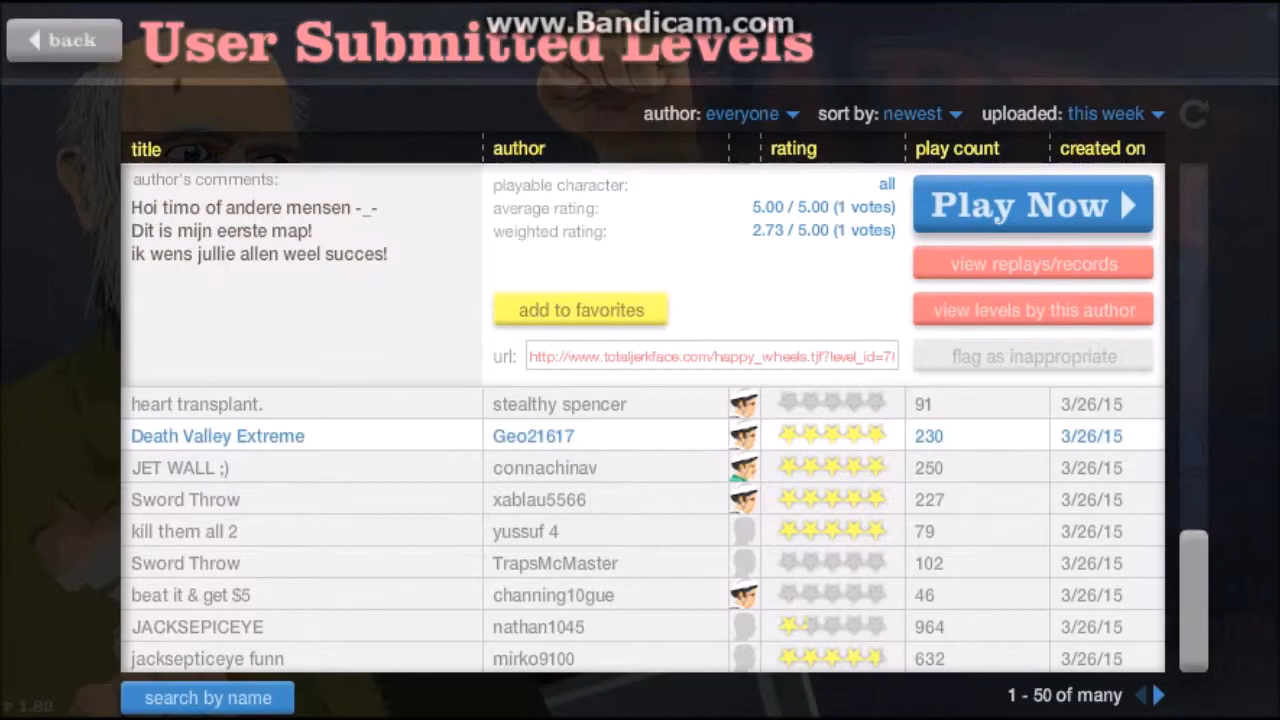 www.Bandicam.com
back
User Submitted Levels
author: everyone sort by: newest uploaded: this week
title author rating play count created on
author's comments:
Hoi timo of andere mensen -_-
Dit is mijn eerste map!
ik wens jullie allen weel succes!
playable character: all
average rating: 5.00 / 5.00 (1 votes)
weighted rating: 2.73 / 5.00 (1 votes)
add to favorites
url: http://www.totaljerkface.com/happy_wheels.tjf?level_id=7(
Play Now
view replays/records
view levels by this author
flag as inappropriate
heart transplant. stealthy spencer 91 3/26/15
Death Valley Extreme Geo21617 230 3/26/15
JET WALL ;) connachinav 250 3/26/15
Sword Throw xablau5566 227 3/26/15
kill them all 2 yussuf 4 79 3/26/15
Sword Throw TrapsMcMaster 102 3/26/15
beat it & get $5 channing10gue 46 3/26/15
JACKSEPICEYE nathan1045 964 3/26/15
jacksepticeye funn mirko9100 632 3/26/15
search by name
1 - 50 of many